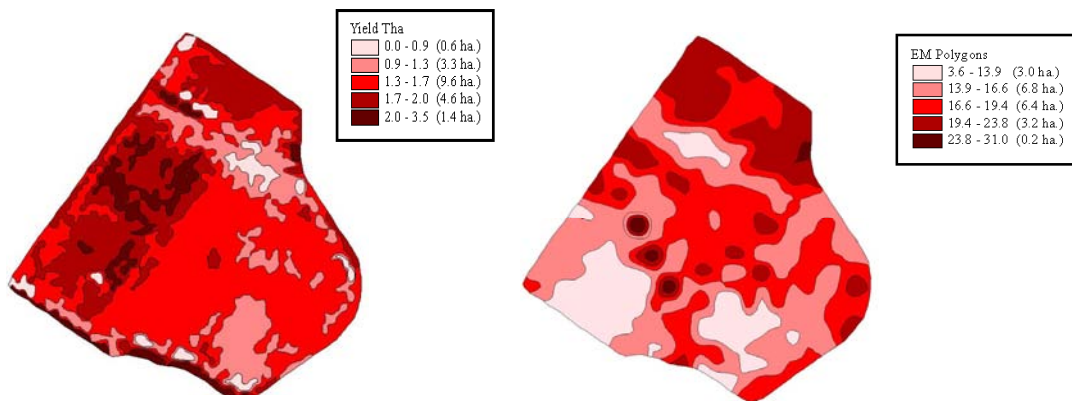 Yield Tha
0.0 - 0.9 (0.6 ha.)
0.9 - 1.3 (3.3 ha.)
1.3 - 1.7 (9.6 ha.)
1.7 - 2.0 (4.6 ha.)
2.0 - 3.5 (1.4 ha.)
EM Polygons
3.6 - 13.9 (3.0 ha.)
13.9 - 16.6 (6.8 ha.)
16.6 - 19.4 (6.4 ha.)
19.4 - 23.8 (3.2 ha.)
23.8 - 31.0 (0.2 ha.)